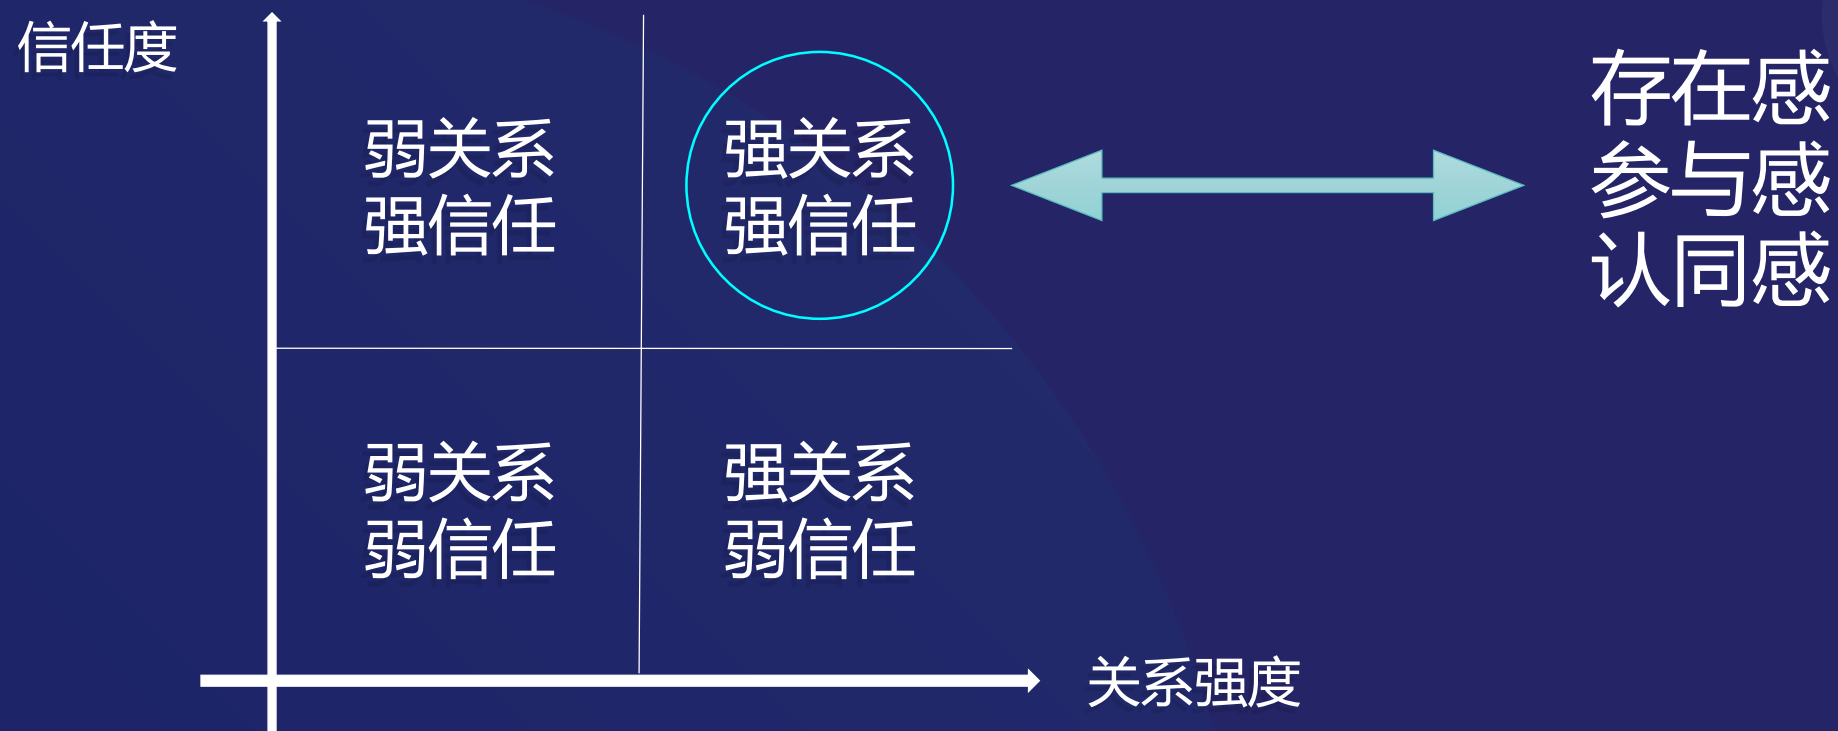 信任度
弱关系
强信任
强关系
强信任
存在感
参与感
认同感
弱关系
弱信任
强关系
弱信任
关系强度